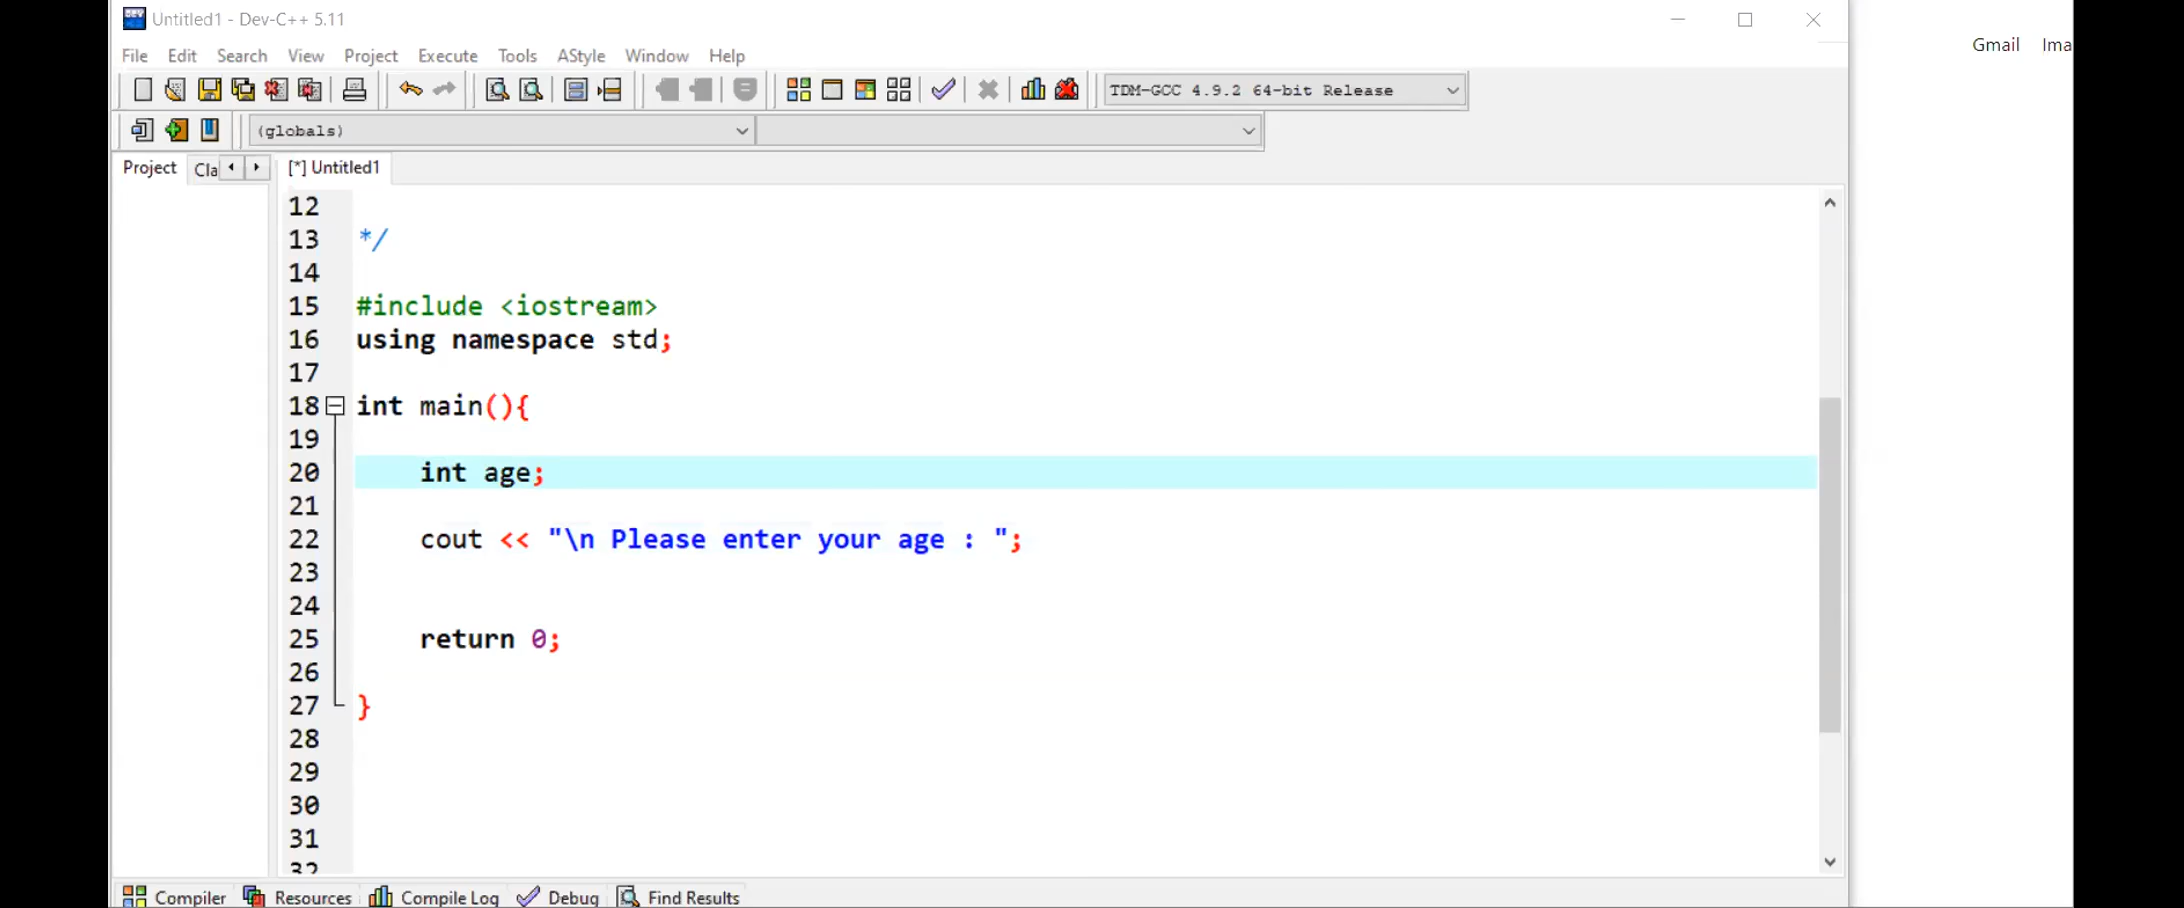 Untitled1 - Dev-C++ 5.11
Gmail Ima
File Edit Search View Project Execute Tools AStyle Window Help
TDM-GCC 4.9.2 64-bit Release
(globals)
Project Cla [*] Untitled1
12
13 */
14
15 #include <iostream>
16 using namespace std;
17
18 int main(){
19
20 int age;
21
22 cout << "\n Please enter your age : ";
23
24
25 return 0;
26
27 }
28
29
30
31
32
Compiler Resources Compile Log Debug Find Results